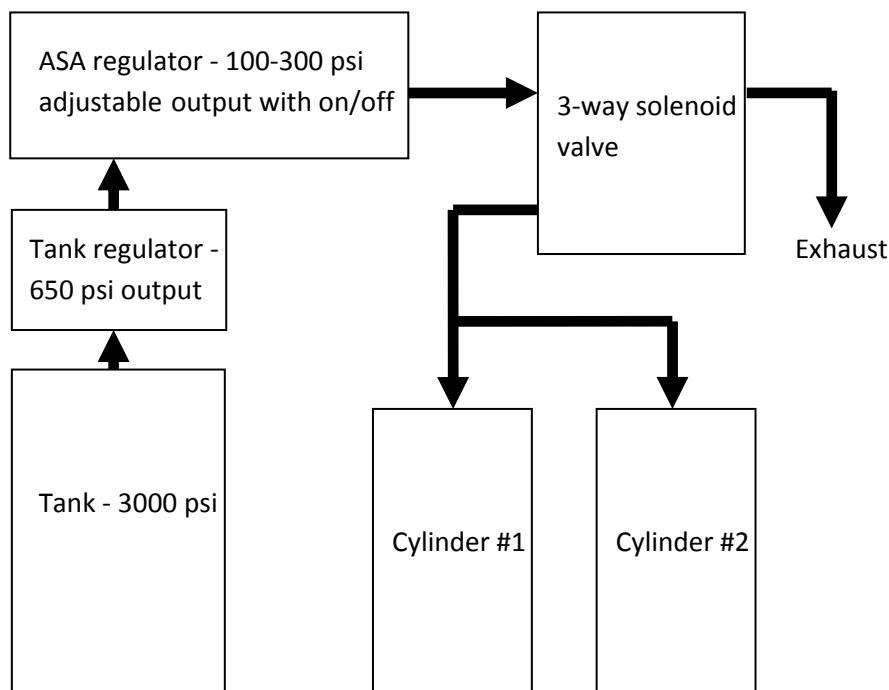 ASA regulator - 100-300 psi
adjustable output with on/off
3-way solenoid
valve
Tank regulator -
650 psi output
Exhaust
Tank - 3000 psi
Cylinder #1
Cylinder #2